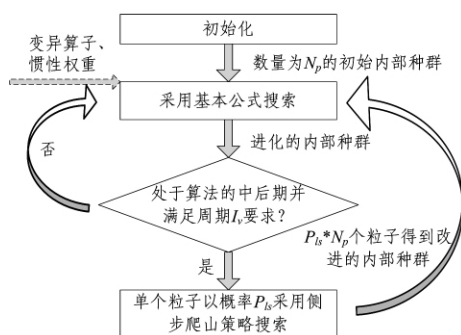 初始化
变异算子、
惯性权重
数量为Np的初始内部种群
采用基本公式搜索
否
进化的内部种群
处于算法的中后期并
满足周期Iv要求?
Pls*Np个粒子得到改
进的内部种群
是
单个粒子以概率Pls采用侧
步爬山策略搜索